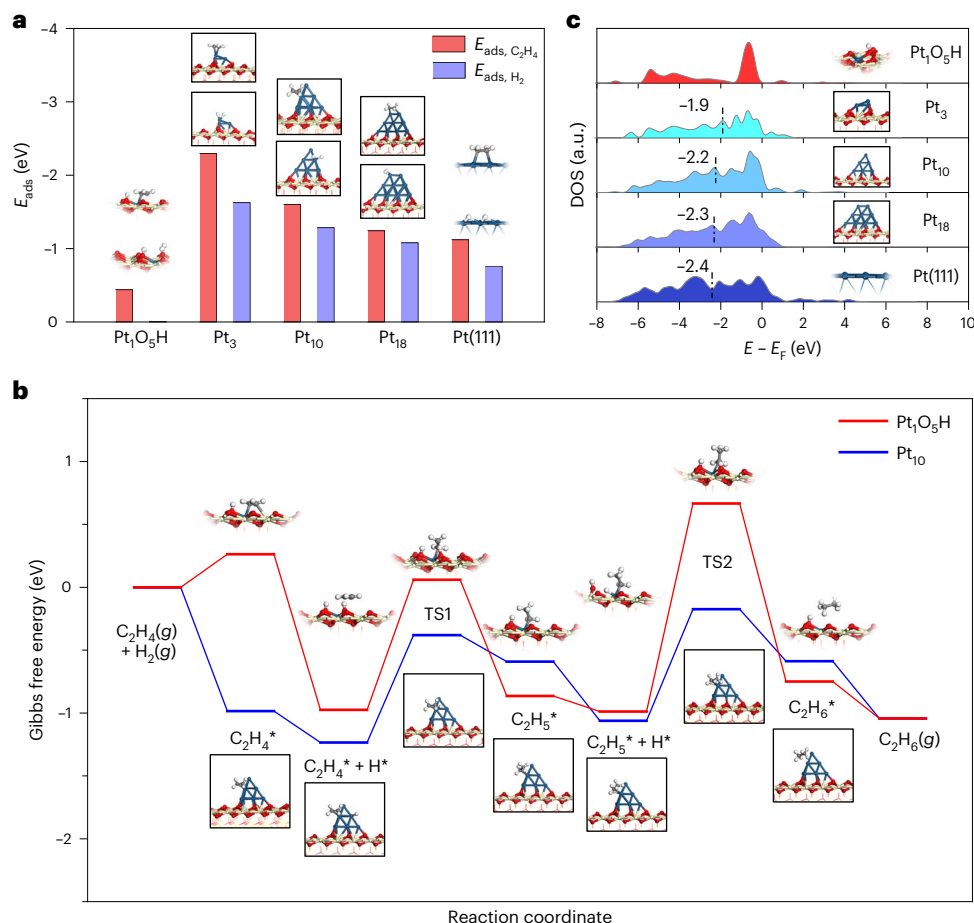 a
−4
−3
−2
−1
0
E_ads (eV)
E_ads, C₂H₄
E_ads, H₂
Pt₁O₅H
Pt₃
Pt₁₀
Pt₁₈
Pt(111)
c
Pt₁O₅H
−1.9
Pt₃
−2.2
Pt₁₀
−2.3
Pt₁₈
−2.4
Pt(111)
DOS (a.u.)
−8 −6 −4 −2 0 2 4 6 8 10
E − E_F (eV)
b
1
0
−1
−2
Gibbs free energy (eV)
Pt₁O₅H
Pt₁₀
C₂H₄(g)
+ H₂(g)
C₂H₄*
C₂H₄* + H*
TS1
C₂H₅*
C₂H₅* + H*
TS2
C₂H₆*
C₂H₆(g)
Reaction coordinate